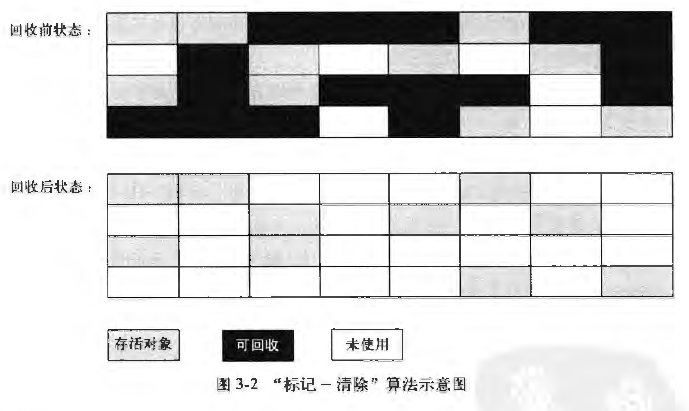 回收前状态：
回收后状态：
存活对象
可回收
未使用
图 3-2 “标记－清除”算法示意图